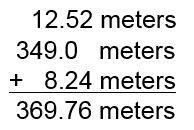 12.52 meters
349.0 meters
+ 8.24 meters
369.76 meters